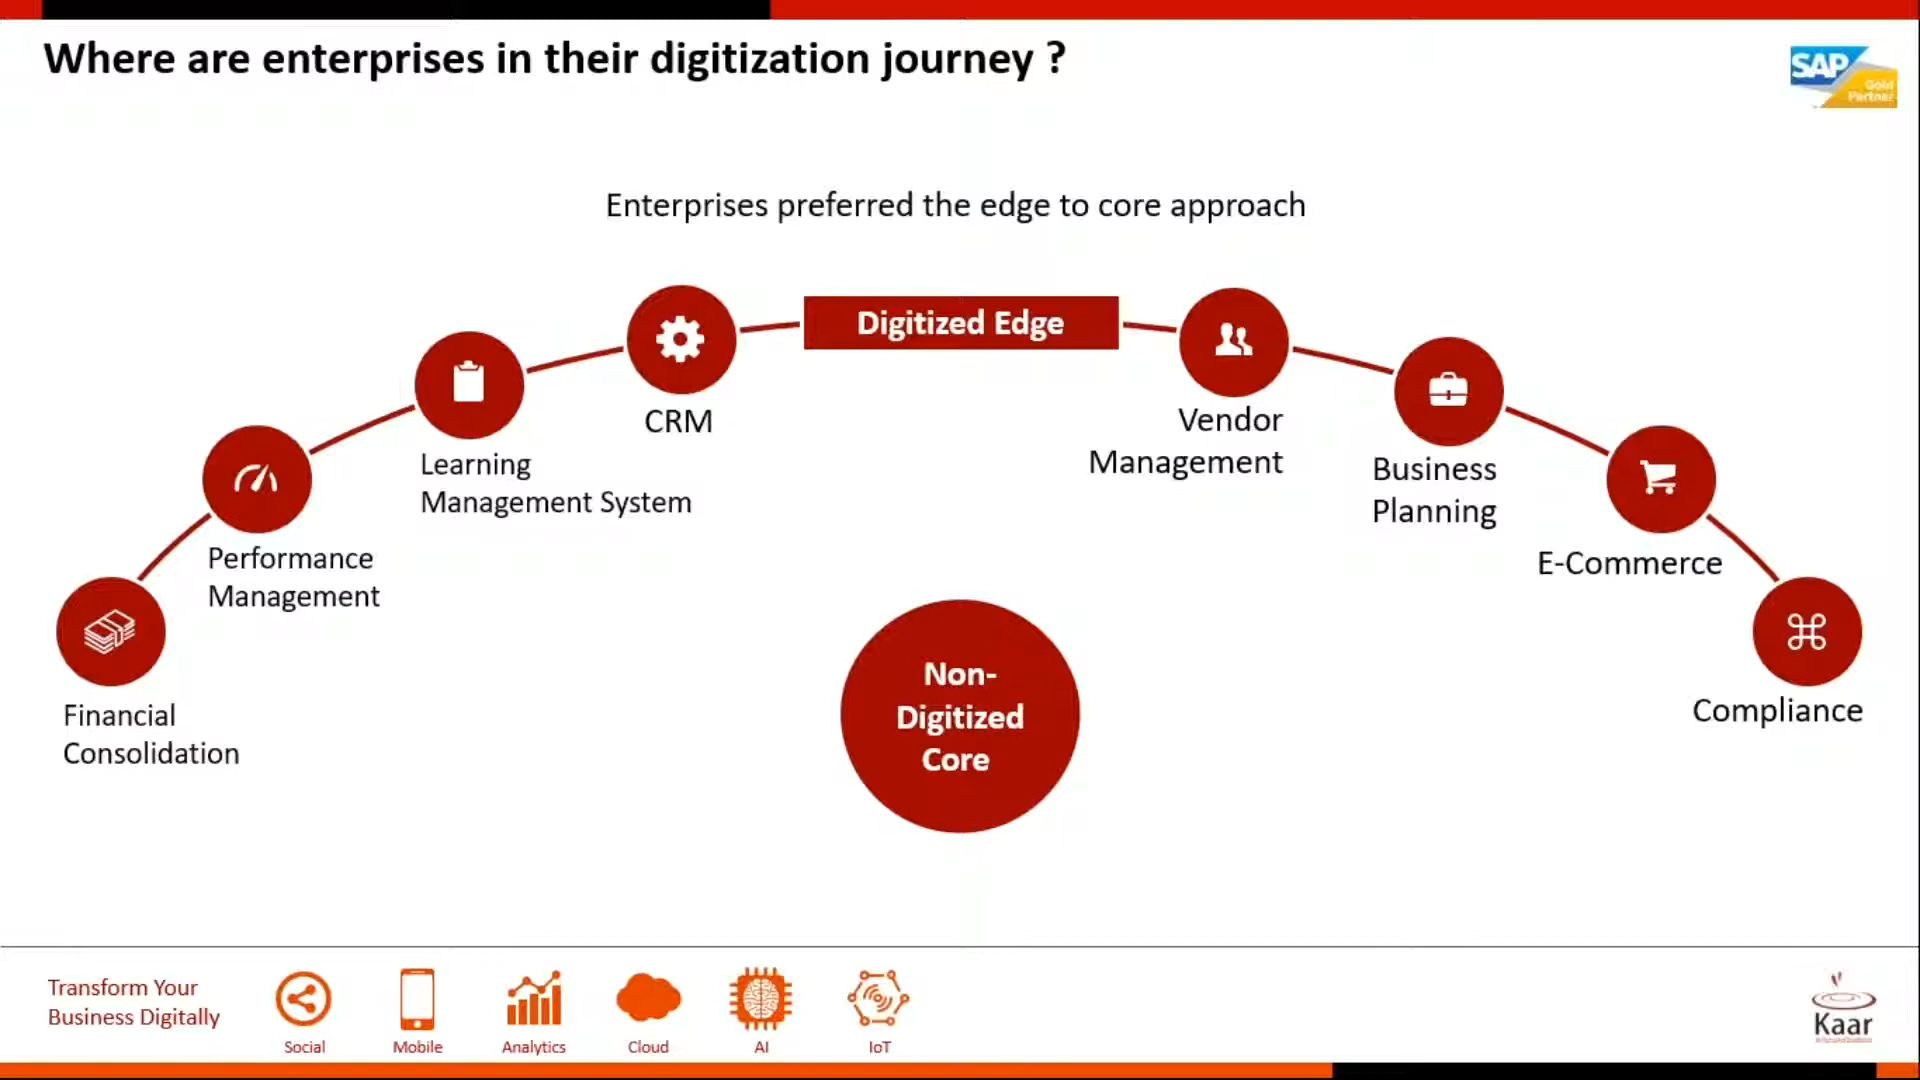 Where are enterprises in their digitization journey ?
SAP
Gold
Partner
Enterprises preferred the edge to core approach
Digitized Edge
CRM
Learning
Management System
Performance
Management
Financial
Consolidation
Vendor
Management
Business
Planning
E-Commerce
Compliance
Non-
Digitized
Core
Transform Your
Business Digitally
Social
Mobile
Analytics
Cloud
AI
IoT
Kaar